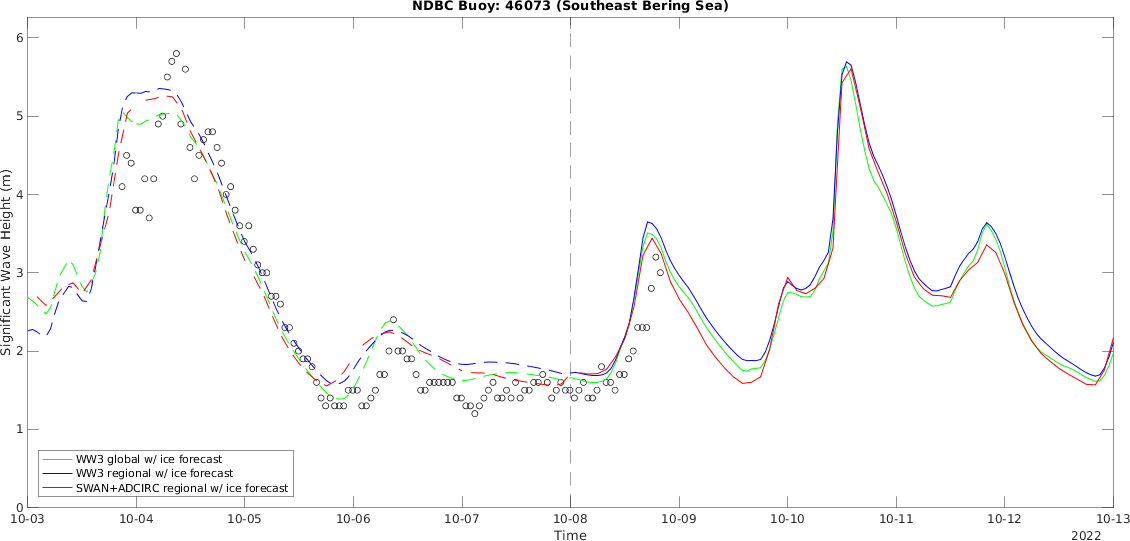 NDBC Buoy: 46073 (Southeast Bering Sea)
6
5
4
3
2
1
0
Significant Wave Height (m)
WW3 global w/ ice forecast
WW3 regional w/ ice forecast
SWAN+ADCIRC regional w/ ice forecast
10-03 10-04 10-05 10-06 10-07 10-08 10-09 10-10 10-11 10-12 10-13
Time
2022